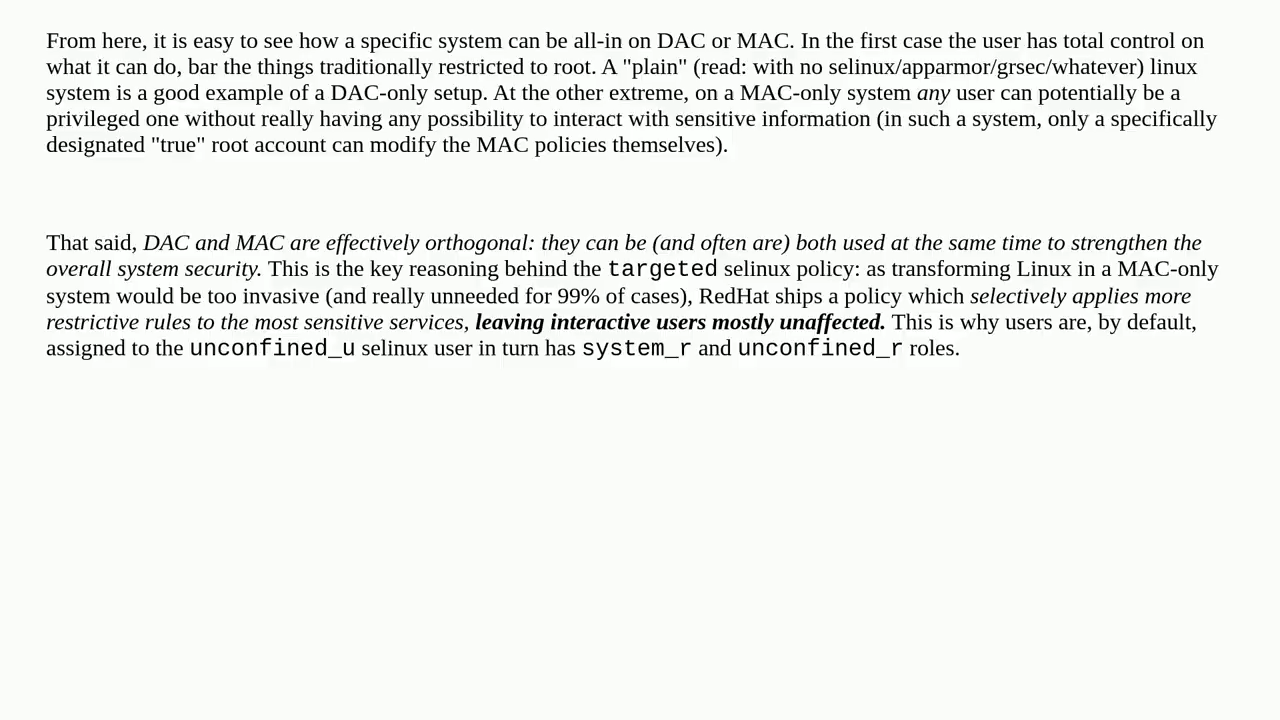 From here, it is easy to see how a specific system can be all-in on DAC or MAC. In the first case the user has total control on
what it can do, bar the things traditionally restricted to root. A "plain" (read: with no selinux/apparmor/grsec/whatever) linux
system is a good example of a DAC-only setup. At the other extreme, on a MAC-only system any user can potentially be a
privileged one without really having any possibility to interact with sensitive information (in such a system, only a specifically
designated "true" root account can modify the MAC policies themselves).
That said, DAC and MAC are effectively orthogonal: they can be (and often are) both used at the same time to strengthen the
overall system security. This is the key reasoning behind the targeted selinux policy: as transforming Linux in a MAC-only
system would be too invasive (and really unneeded for 99% of cases), RedHat ships a policy which selectively applies more
restrictive rules to the most sensitive services, leaving interactive users mostly unaffected. This is why users are, by default,
assigned to the unconfined_u selinux user in turn has system_r and unconfined_r roles.